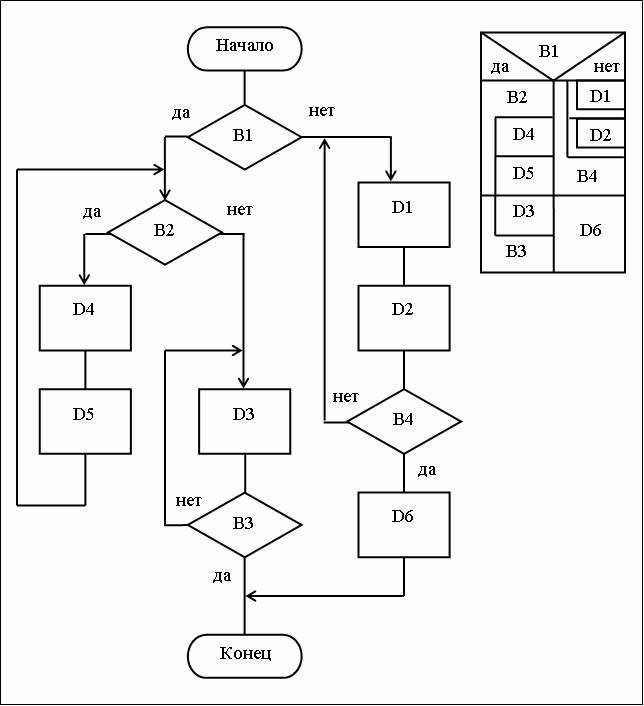 Начало
да
B1
нет
да
B2
нет
D1
D4
D2
D5
D3
нет
B4
да
нет
B3
D6
да
Конец
B1
да
нет
B2
D1
D4
D2
D5
B4
D3
D6
B3